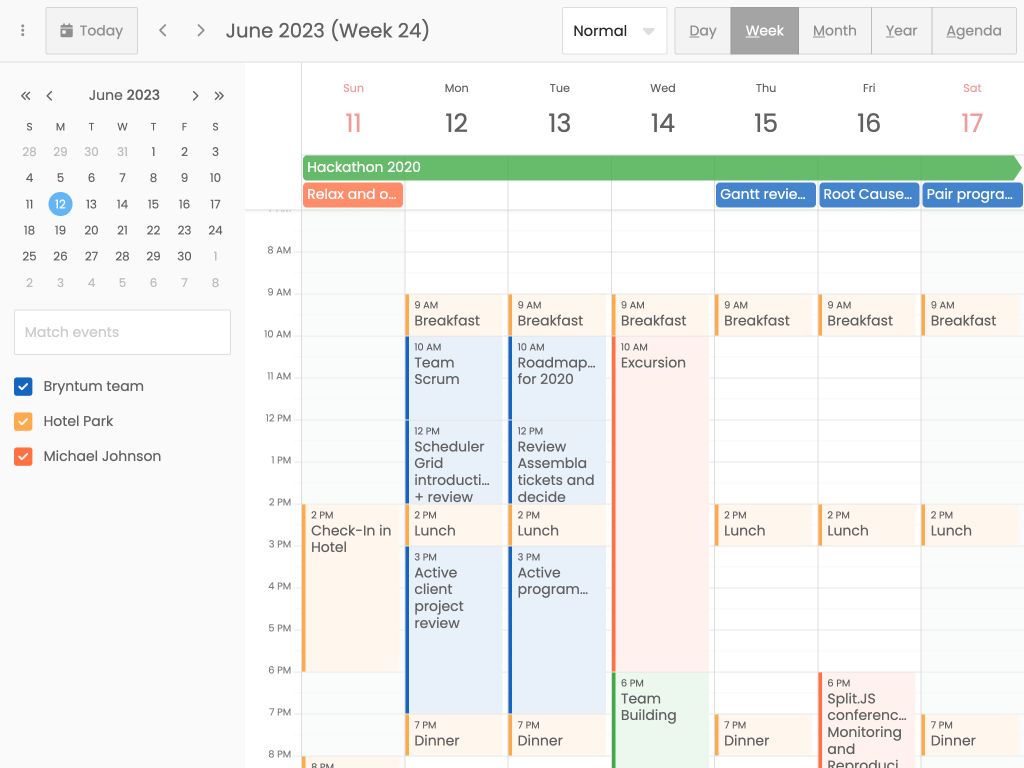 Today
June 2023 (Week 24)
Normal
Day
Week
Month
Year
Agenda
June 2023
S M T W T F S
28 29 30 31 1 2 3
4 5 6 7 8 9 10
11 12 13 14 15 16 17
18 19 20 21 22 23 24
25 26 27 28 29 30 1
2 3 4 5 6 7 8
Match events
Bryntum team
Hotel Park
Michael Johnson
Sun Mon Tue Wed Thu Fri Sat
11 12 13 14 15 16 17
Hackathon 2020
Relax and o...
Gantt revie...
Root Cause...
Pair progra...
8 AM
9 AM
10 AM
11 AM
12 PM
1 PM
2 PM
3 PM
4 PM
5 PM
6 PM
7 PM
8 PM
2 PM
Check-In in
Hotel
8 PM
9 AM
Breakfast
10 AM
Team
Scrum
12 PM
Scheduler
Grid
introducti...
+ review
2 PM
Lunch
3 PM
Active
client
project
review
7 PM
Dinner
9 AM
Breakfast
10 AM
Roadmap...
for 2020
12 PM
Review
Assembla
tickets and
decide
2 PM
Lunch
3 PM
Active
program...
7 PM
Dinner
9 AM
Breakfast
10 AM
Excursion
6 PM
Team
Building
9 AM
Breakfast
2 PM
Lunch
7 PM
Dinner
9 AM
Breakfast
2 PM
Lunch
6 PM
Split.JS
conferenc...
Monitoring
and
Reproduci
9 AM
Breakfast
2 PM
Lunch
7 PM
Dinner